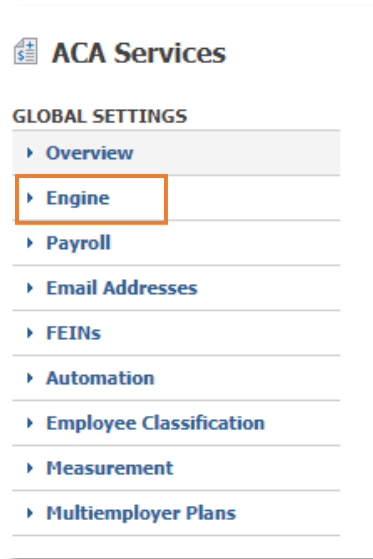 ACA Services
GLOBAL SETTINGS
Overview
Engine
Payroll
Email Addresses
FEINs
Automation
Employee Classification
Measurement
Multiemployer Plans